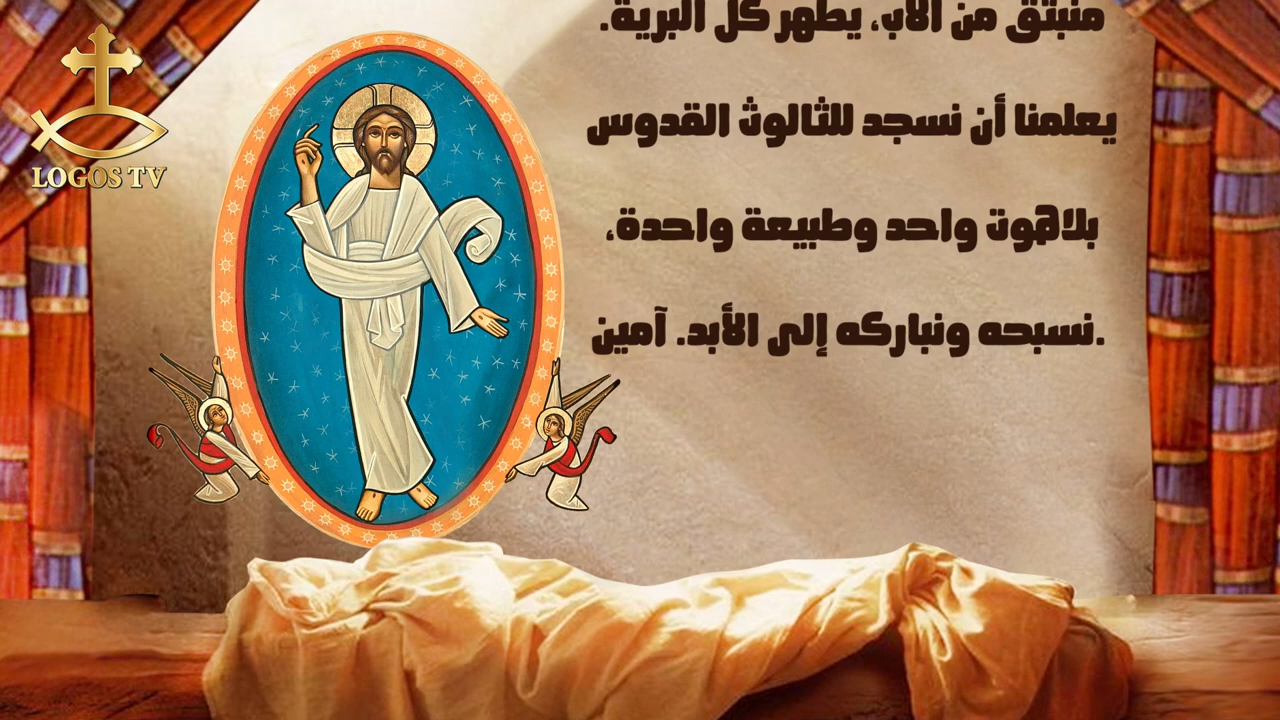 LOGOS TV
منبثق من الآب، يطهر كل البرية.
يعلمنا أن نسجد للثالوث القدوس
بلاهوت واحد وطبيعة واحدة،
نسبحه ونباركه إلى الأبد. آمين.